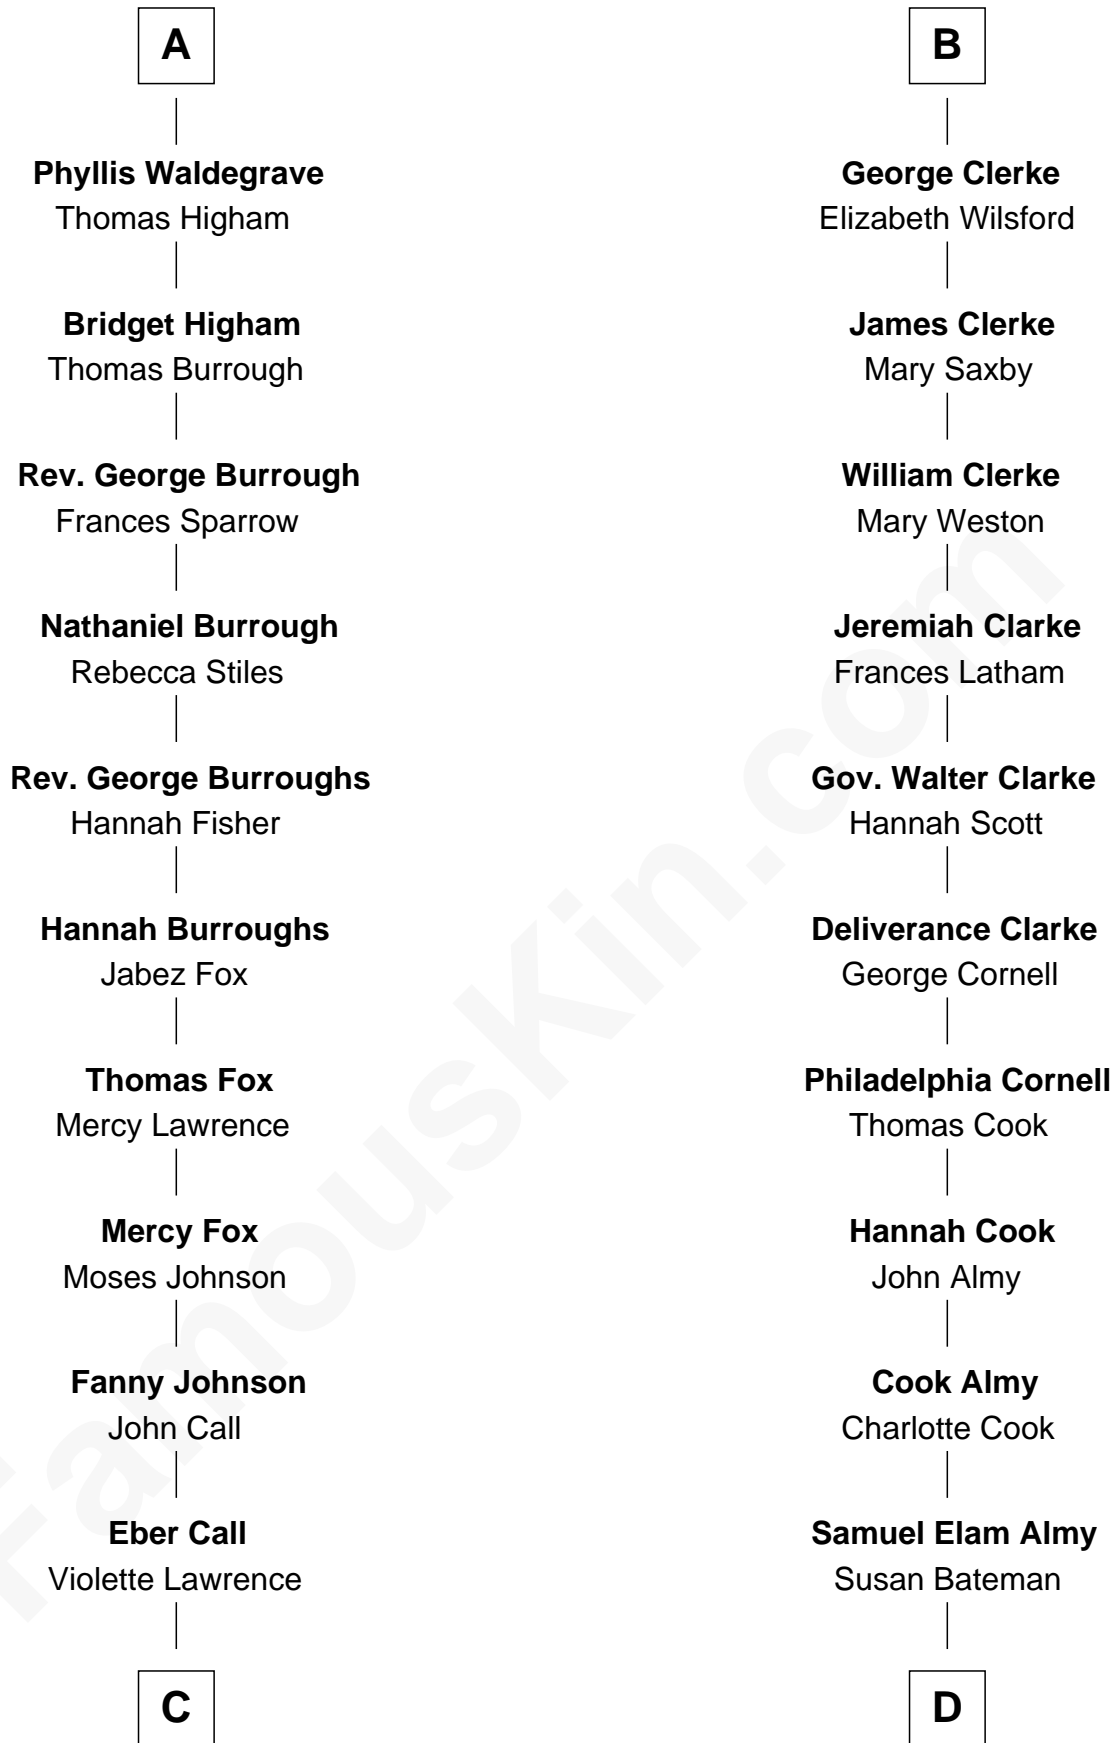 A
Phyllis Waldegrave
Thomas Higham
Bridget Higham
Thomas Burrough
Rev. George Burrough
Frances Sparrow
Nathaniel Burrough
Rebecca Stiles
Rev. George Burroughs
Hannah Fisher
Hannah Burroughs
Jabez Fox
Thomas Fox
Mercy Lawrence
Mercy Fox
Moses Johnson
Fanny Johnson
John Call
Eber Call
Violette Lawrence
C
B
George Clerke
Elizabeth Wilsford
James Clerke
Mary Saxby
William Clerke
Mary Weston
Jeremiah Clarke
Frances Latham
Gov. Walter Clarke
Hannah Scott
Deliverance Clarke
George Cornell
Philadelphia Cornell
Thomas Cook
Hannah Cook
John Almy
Cook Almy
Charlotte Cook
Samuel Elam Almy
Susan Bateman
D
FamousKin.com